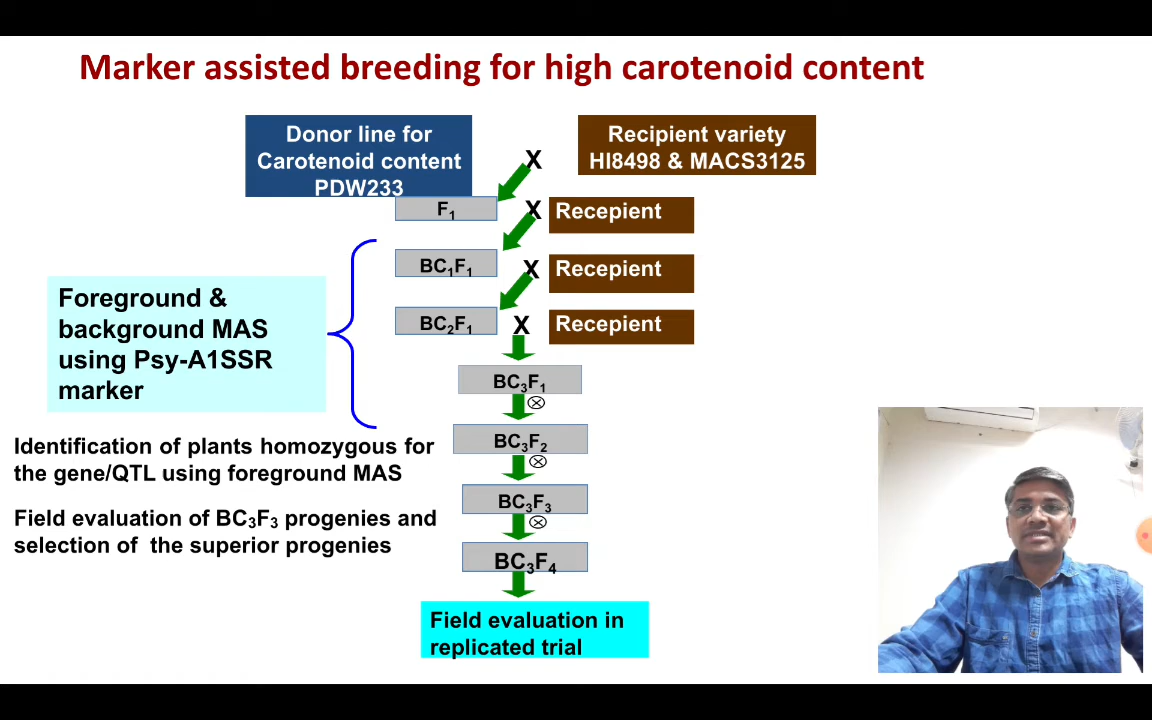 Marker assisted breeding for high carotenoid content
Donor line for
Carotenoid content
PDW233
X
Recipient variety
HI8498 & MACS3125
F₁
X
Recepient
BC₁F₁
X
Recepient
BC₂F₁
X
Recepient
Foreground &
background MAS
using Psy-A1SSR
marker
BC₃F₁
⊗
BC₃F₂
⊗
Identification of plants homozygous for
the gene/QTL using foreground MAS
BC₃F₃
⊗
Field evaluation of BC₃F₃ progenies and
selection of the superior progenies
BC₃F₄
Field evaluation in
replicated trial